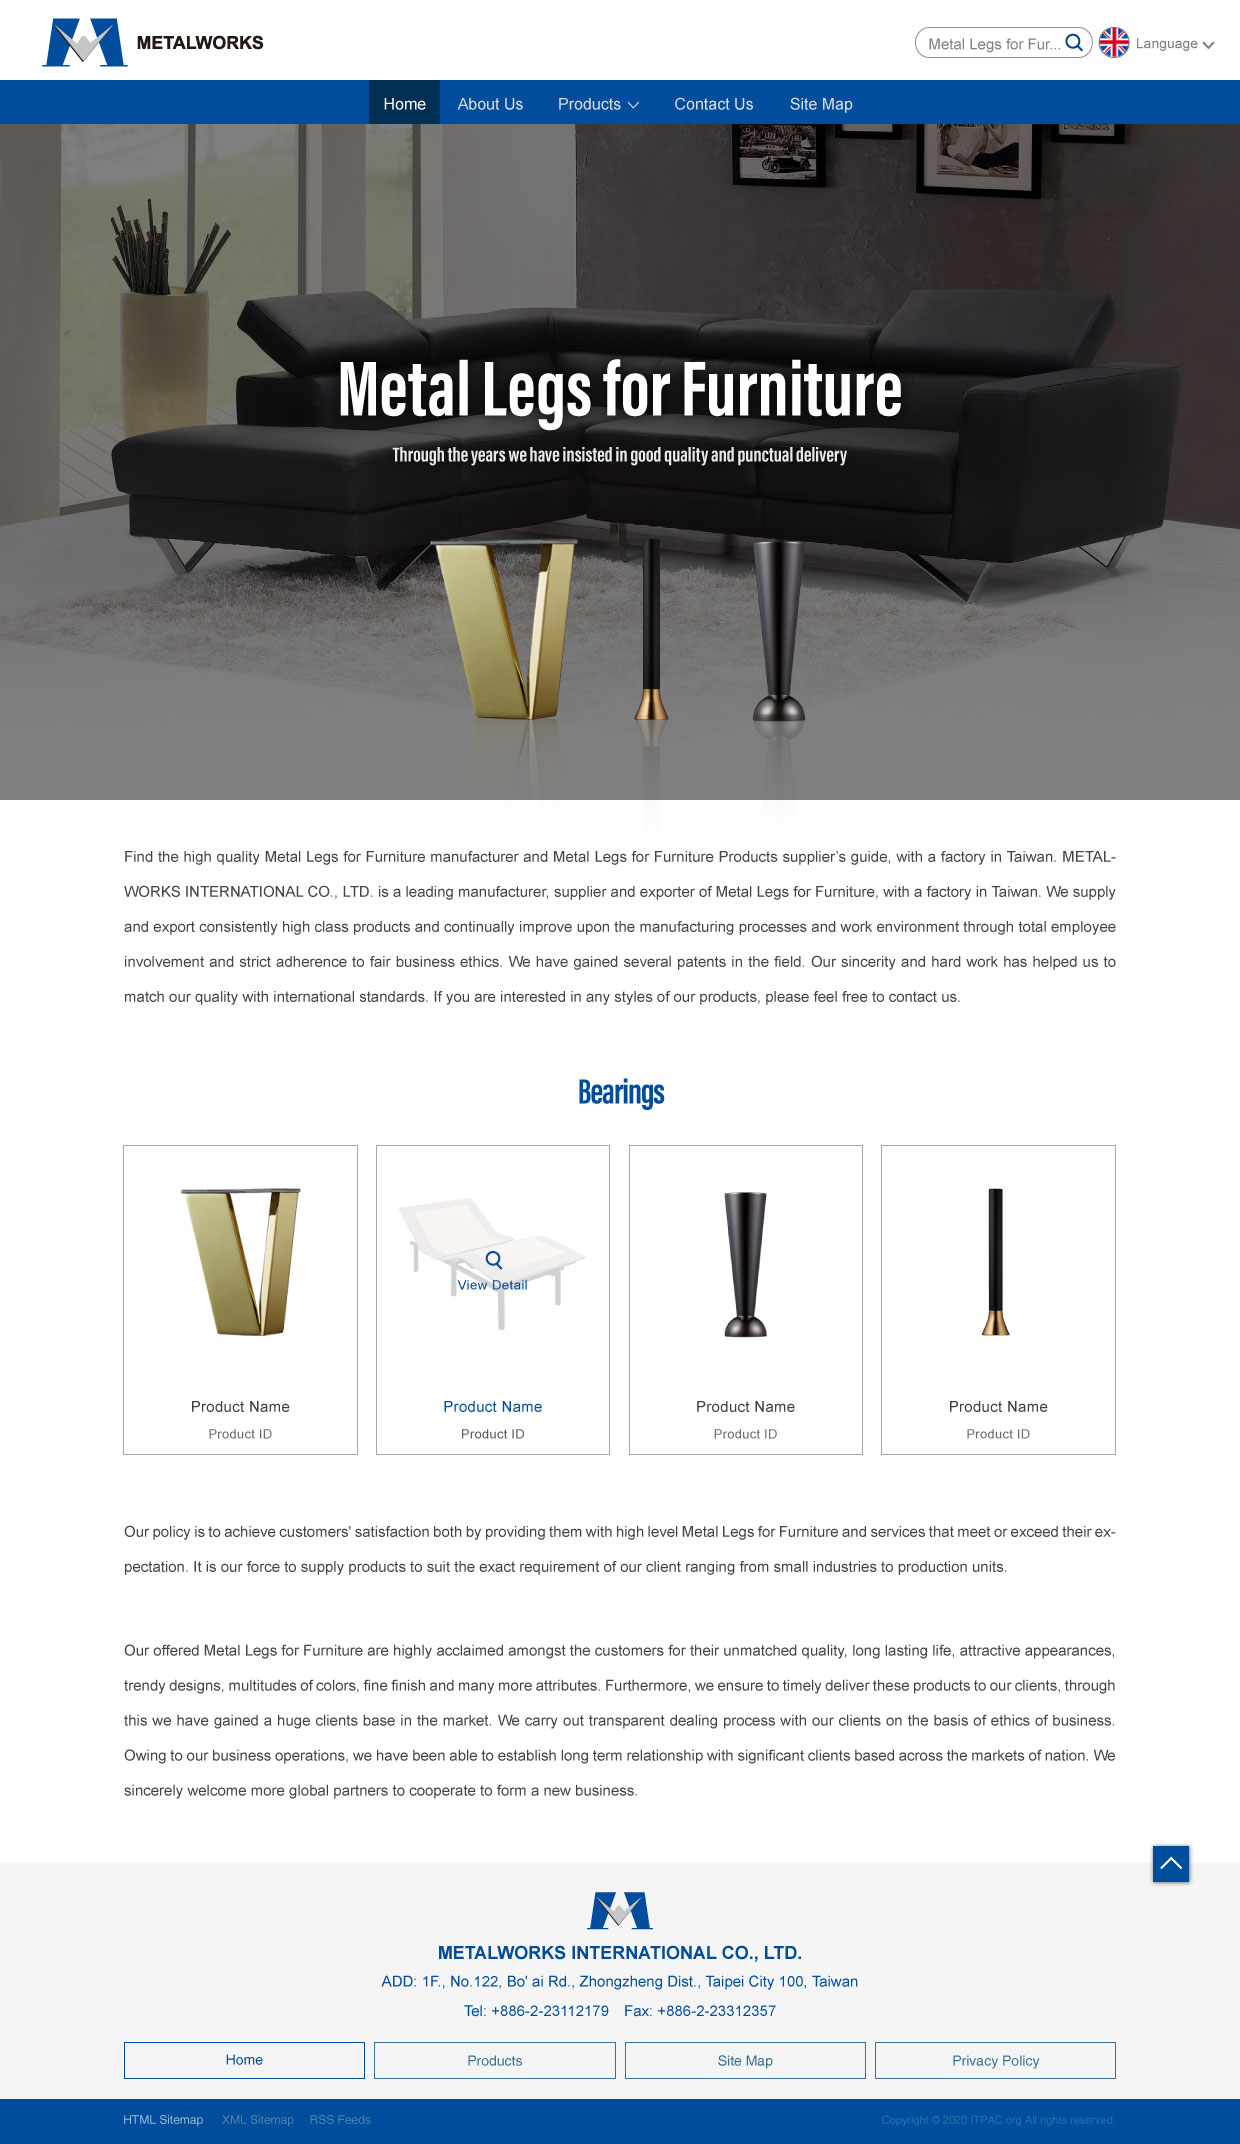 METALWORKS
Metal Legs for Fur...
Language
Home
About Us
Products
Contact Us
Site Map
Metal Legs for Furniture
Through the years we have insisted in good quality and punctual delivery
Find the high quality Metal Legs for Furniture manufacturer and Metal Legs for Furniture Products supplier's guide, with a factory in Taiwan. METAL-
WORKS INTERNATIONAL CO., LTD. is a leading manufacturer, supplier and exporter of Metal Legs for Furniture, with a factory in Taiwan. We supply
and export consistently high class products and continually improve upon the manufacturing processes and work environment through total employee
involvement and strict adherence to fair business ethics. We have gained several patents in the field. Our sincerity and hard work has helped us to
match our quality with international standards. If you are interested in any styles of our products, please feel free to contact us.
Bearings
View Detail
Product Name
Product ID
Product Name
Product ID
Product Name
Product ID
Product Name
Product ID
Our policy is to achieve customers' satisfaction both by providing them with high level Metal Legs for Furniture and services that meet or exceed their ex-
pectation. It is our force to supply products to suit the exact requirement of our client ranging from small industries to production units.
Our offered Metal Legs for Furniture are highly acclaimed amongst the customers for their unmatched quality, long lasting life, attractive appearances,
trendy designs, multitudes of colors, fine finish and many more attributes. Furthermore, we ensure to timely deliver these products to our clients, through
this we have gained a huge clients base in the market. We carry out transparent dealing process with our clients on the basis of ethics of business.
Owing to our business operations, we have been able to establish long term relationship with significant clients based across the markets of nation. We
sincerely welcome more global partners to cooperate to form a new business.
METALWORKS INTERNATIONAL CO., LTD.
ADD: 1F., No.122, Bo' ai Rd., Zhongzheng Dist., Taipei City 100, Taiwan
Tel: +886-2-23112179 Fax: +886-2-23312357
Home
Products
Site Map
Privacy Policy
HTML Sitemap
XML Sitemap
RSS Feeds
Copyright © 2020 ITPAC.org All rights reserved.